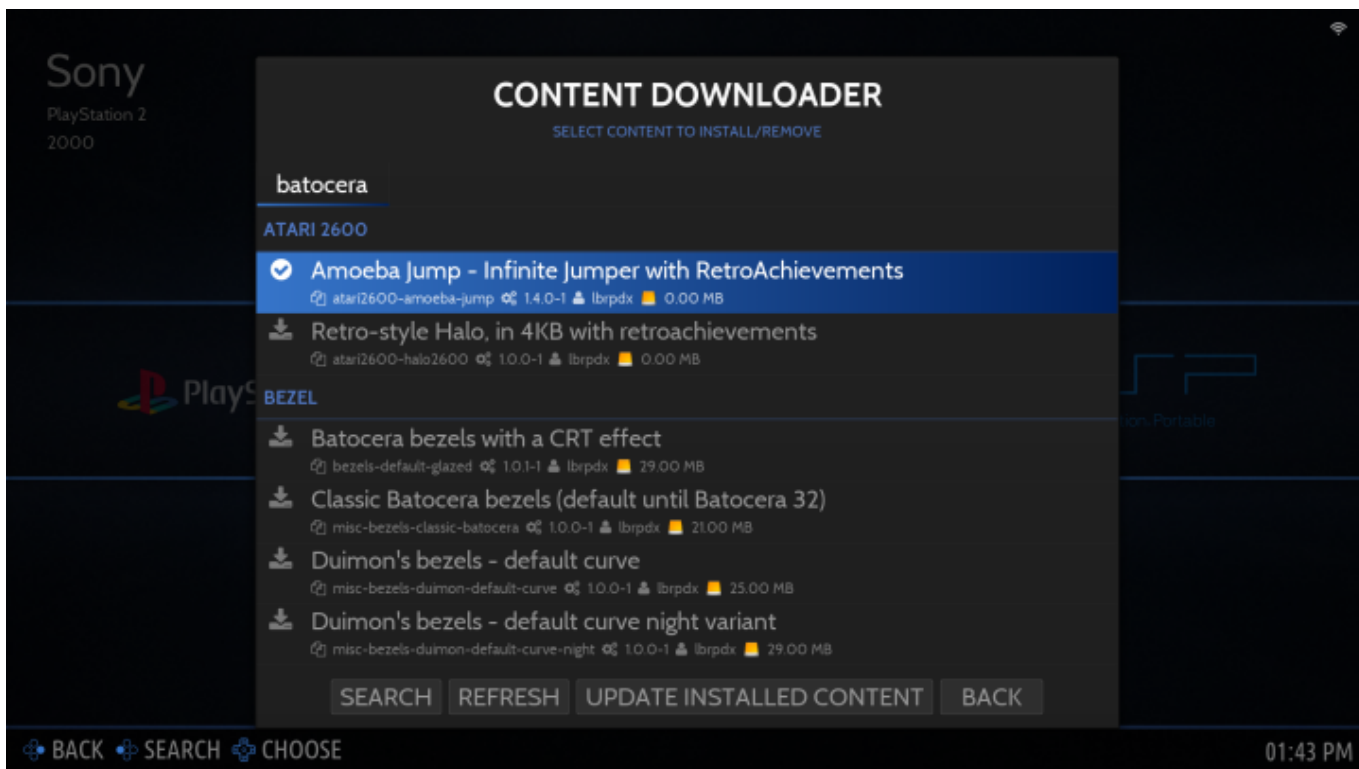 Sony
PlayStation 2
2000
CONTENT DOWNLOADER
SELECT CONTENT TO INSTALL/REMOVE
batocera
ATARI 2600
Amoeba Jump - Infinite Jumper with RetroAchievements
atari2600-amoeba-jump 1.4.0-1 lbrpdx 0.00 MB
Retro-style Halo, in 4KB with retroachievements
atari2600-halo2600 1.0.0-1 lbrpdx 0.00 MB
PlayS
BEZEL
Batocera bezels with a CRT effect
bezels-default-glazed 1.0.1-1 lbrpdx 29.00 MB
Classic Batocera bezels (default until Batocera 32)
misc-bezels-classic-batocera 1.0.0-1 lbrpdx 21.00 MB
Duimon's bezels - default curve
misc-bezels-duimon-default-curve 1.0.0-1 lbrpdx 25.00 MB
Duimon's bezels - default curve night variant
misc-bezels-duimon-default-curve-night 1.0.0-1 lbrpdx 29.00 MB
SEARCH REFRESH UPDATE INSTALLED CONTENT BACK
BACK SEARCH CHOOSE 01:43 PM